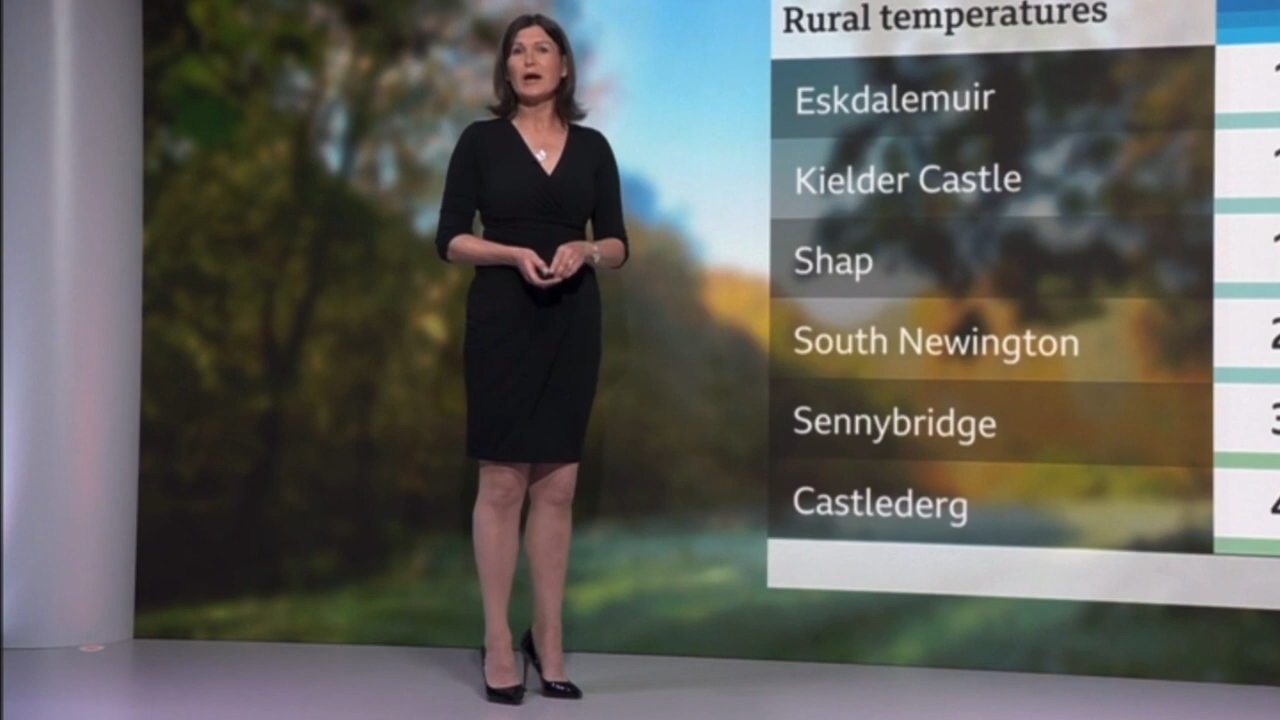 Rural temperatures
Eskdalemuir
Kielder Castle
Shap
South Newington
Sennybridge
Castlederg